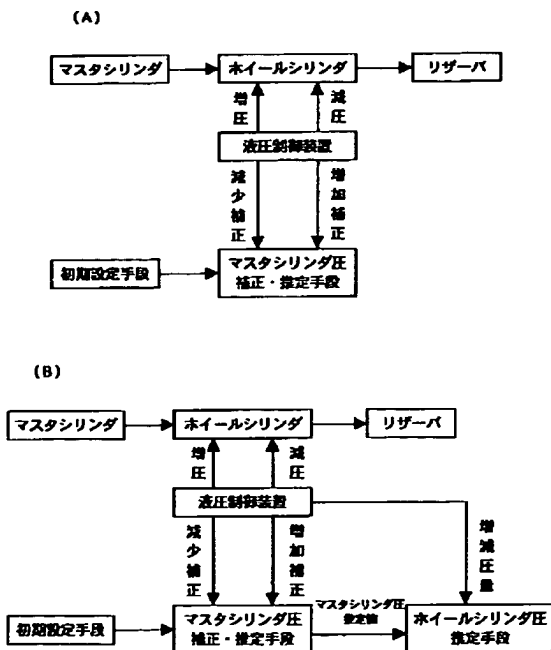 (A)
マスタシリンダ
ホイールシリンダ
リザーバ
増圧
減圧
液圧制御装置
減少補正
増加補正
初期設定手段
マスタシリンダ圧
補正・推定手段
(B)
マスタシリンダ
ホイールシリンダ
リザーバ
増圧
減圧
液圧制御装置
減少補正
増加補正
増減圧量
初期設定手段
マスタシリンダ圧
補正・推定手段
マスタシリンダ圧
推定値
ホイールシリンダ圧
推定手段